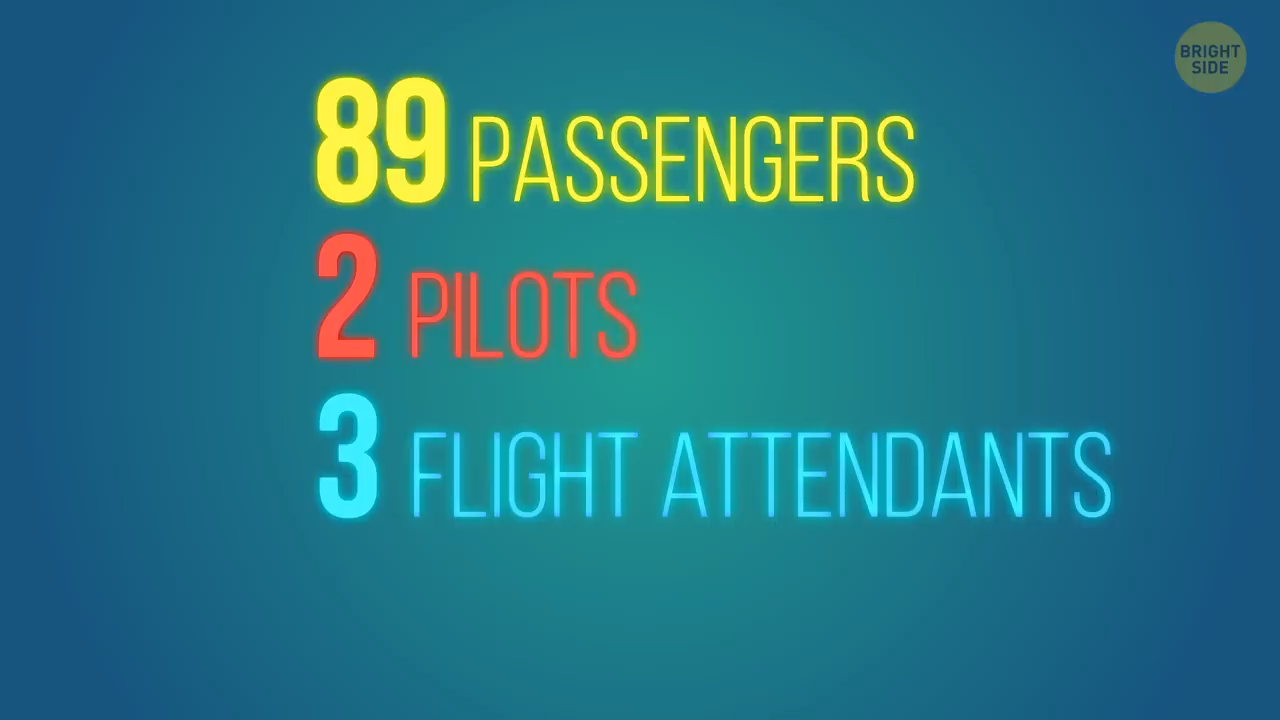 BRIGHT
SIDE
89 PASSENGERS
2 PILOTS
3 FLIGHT ATTENDANTS